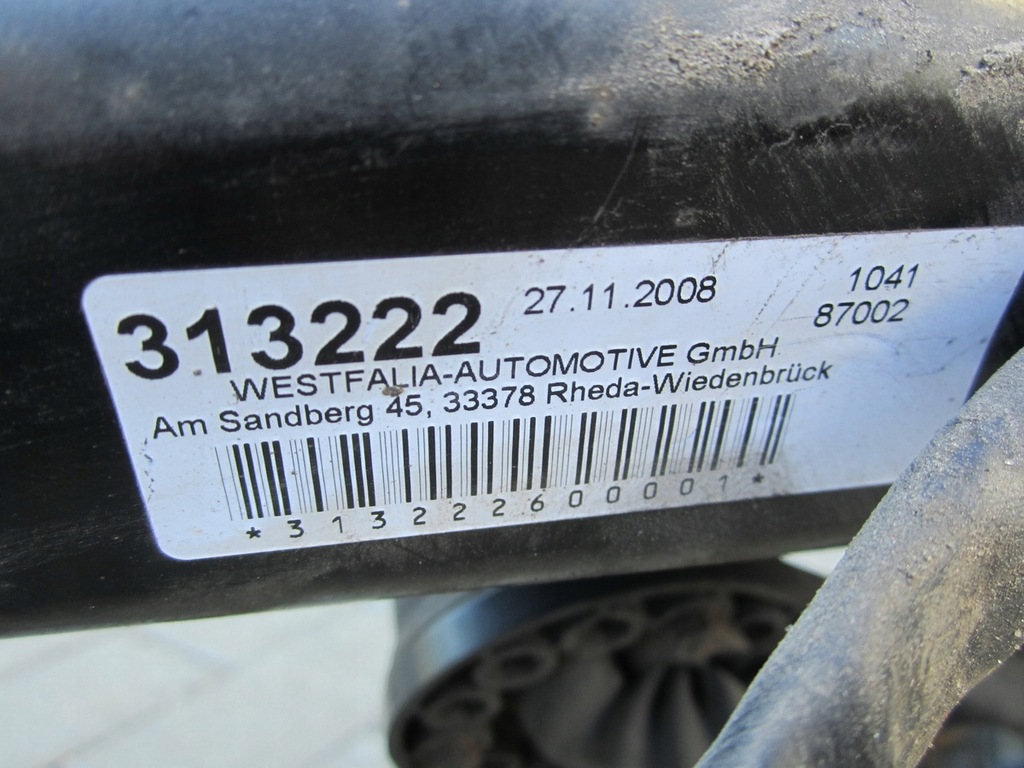 313222 27.11.2008 1041
87002
WESTFALIA-AUTOMOTIVE GmbH
Am Sandberg 45, 33378 Rheda-Wiedenbrück
*313222600001*